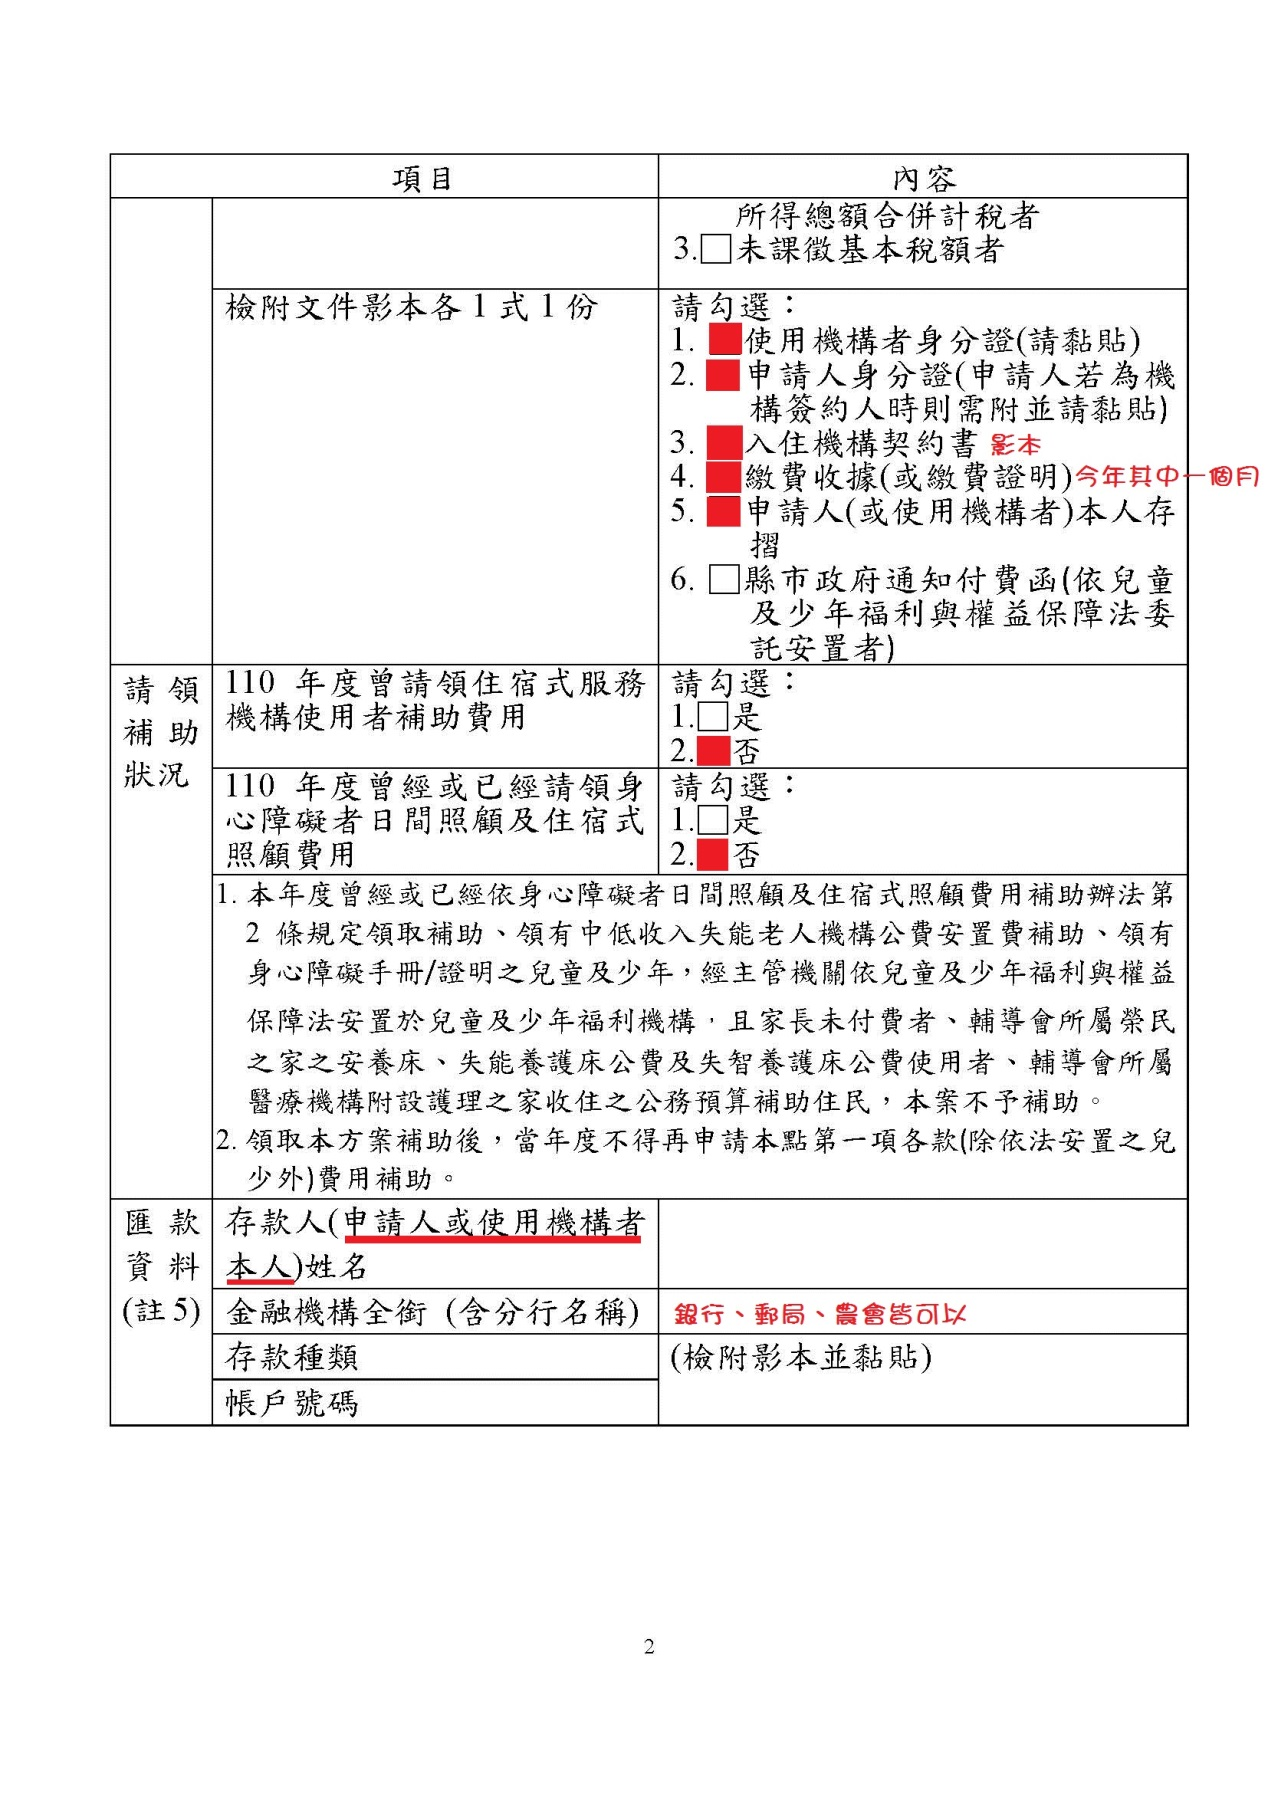 項目 內容
所得總額合併計稅者
3.□未課徵基本稅額者
檢附文件影本各1式1份
請勾選：
1. ■使用機構者身分證(請黏貼)
2. ■申請人身分證(申請人若為機
構簽約人時則需附並請黏貼)
3. ■入住機構契約書 影本
4. ■繳費收據(或繳費證明)今年其中一個月
5. ■申請人(或使用機構者)本人存
摺
6. □縣市政府通知付費函(依兒童
及少年福利與權益保障法委
託安置者)
請領
補助
狀況
110 年度曾請領住宿式服務
機構使用者補助費用
請勾選：
1.□是
2.■否
110 年度曾經或已經請領身
心障礙者日間照顧及住宿式
照顧費用
請勾選：
1.□是
2.■否
1. 本年度曾經或已經依身心障礙者日間照顧及住宿式照顧費用補助辦法第
2 條規定領取補助、領有中低收入失能老人機構公費安置費補助、領有
身心障礙手冊/證明之兒童及少年，經主管機關依兒童及少年福利與權益
保障法安置於兒童及少年福利機構，且家長未付費者、輔導會所屬榮民
之家之安養床、失能養護床公費及失智養護床公費使用者、輔導會所屬
醫療機構附設護理之家收住之公務預算補助住民，本案不予補助。
2. 領取本方案補助後，當年度不得再申請本點第一項各款(除依法安置之兒
少外)費用補助。
匯款
資料
(註5)
存款人(申請人或使用機構者
本人)姓名
金融機構全銜 (含分行名稱) 銀行、郵局、農會皆可以
存款種類 (檢附影本並黏貼)
帳戶號碼
2